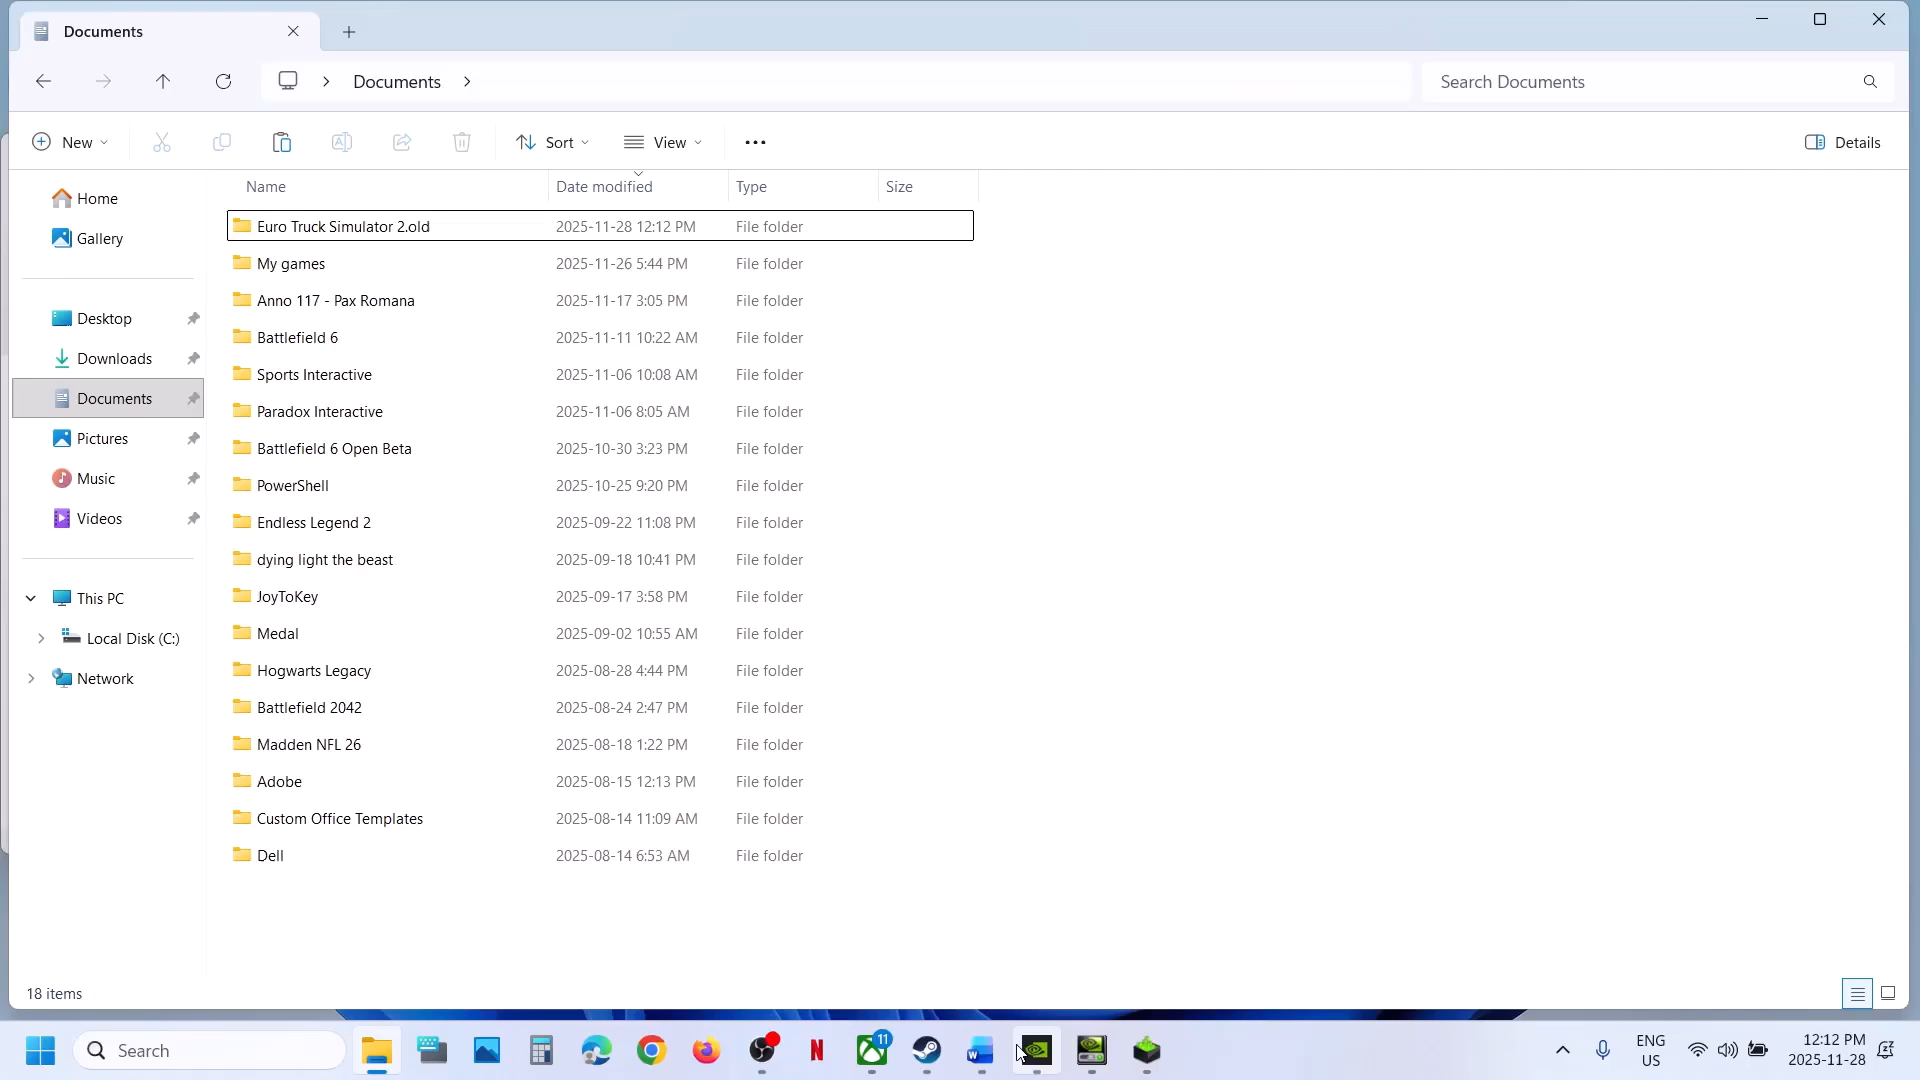 Documents
Documents
Search Documents
New
Sort
View
Details
Name Date modified Type Size
Home
Gallery
Desktop
Downloads
Documents
Pictures
Music
Videos
This PC
Local Disk (C:)
Network
Euro Truck Simulator 2.old 2025-11-28 12:12 PM File folder
My games 2025-11-26 5:44 PM File folder
Anno 117 - Pax Romana 2025-11-17 3:05 PM File folder
Battlefield 6 2025-11-11 10:22 AM File folder
Sports Interactive 2025-11-06 10:08 AM File folder
Paradox Interactive 2025-11-06 8:05 AM File folder
Battlefield 6 Open Beta 2025-10-30 3:23 PM File folder
PowerShell 2025-10-25 9:20 PM File folder
Endless Legend 2 2025-09-22 11:08 PM File folder
dying light the beast 2025-09-18 10:41 PM File folder
JoyToKey 2025-09-17 3:58 PM File folder
Medal 2025-09-02 10:55 AM File folder
Hogwarts Legacy 2025-08-28 4:44 PM File folder
Battlefield 2042 2025-08-24 2:47 PM File folder
Madden NFL 26 2025-08-18 1:22 PM File folder
Adobe 2025-08-15 12:13 PM File folder
Custom Office Templates 2025-08-14 11:09 AM File folder
Dell 2025-08-14 6:53 AM File folder
18 items
Search
N
11
W
ENG
US
12:12 PM
2025-11-28